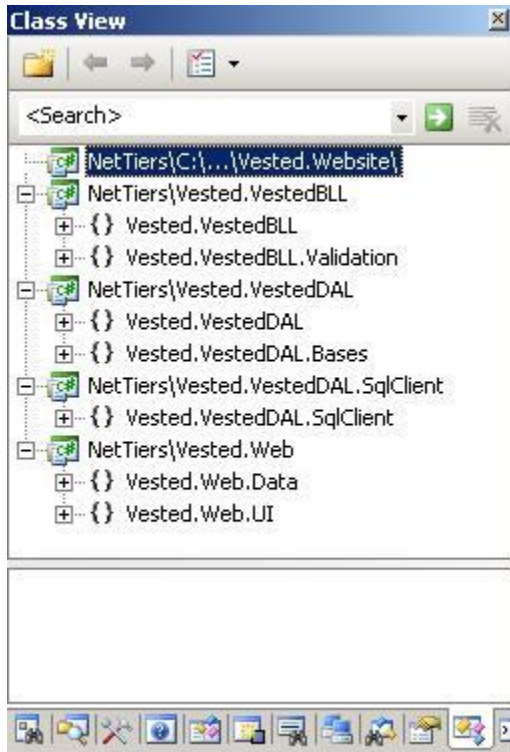 Class View
<Search>
NetTiers\C:\...\Vested.Website\
NetTiers\Vested.VestedBLL
{} Vested.VestedBLL
{} Vested.VestedBLL.Validation
NetTiers\Vested.VestedDAL
{} Vested.VestedDAL
{} Vested.VestedDAL.Bases
NetTiers\Vested.VestedDAL.SqlClient
{} Vested.VestedDAL.SqlClient
NetTiers\Vested.Web
{} Vested.Web.Data
{} Vested.Web.UI